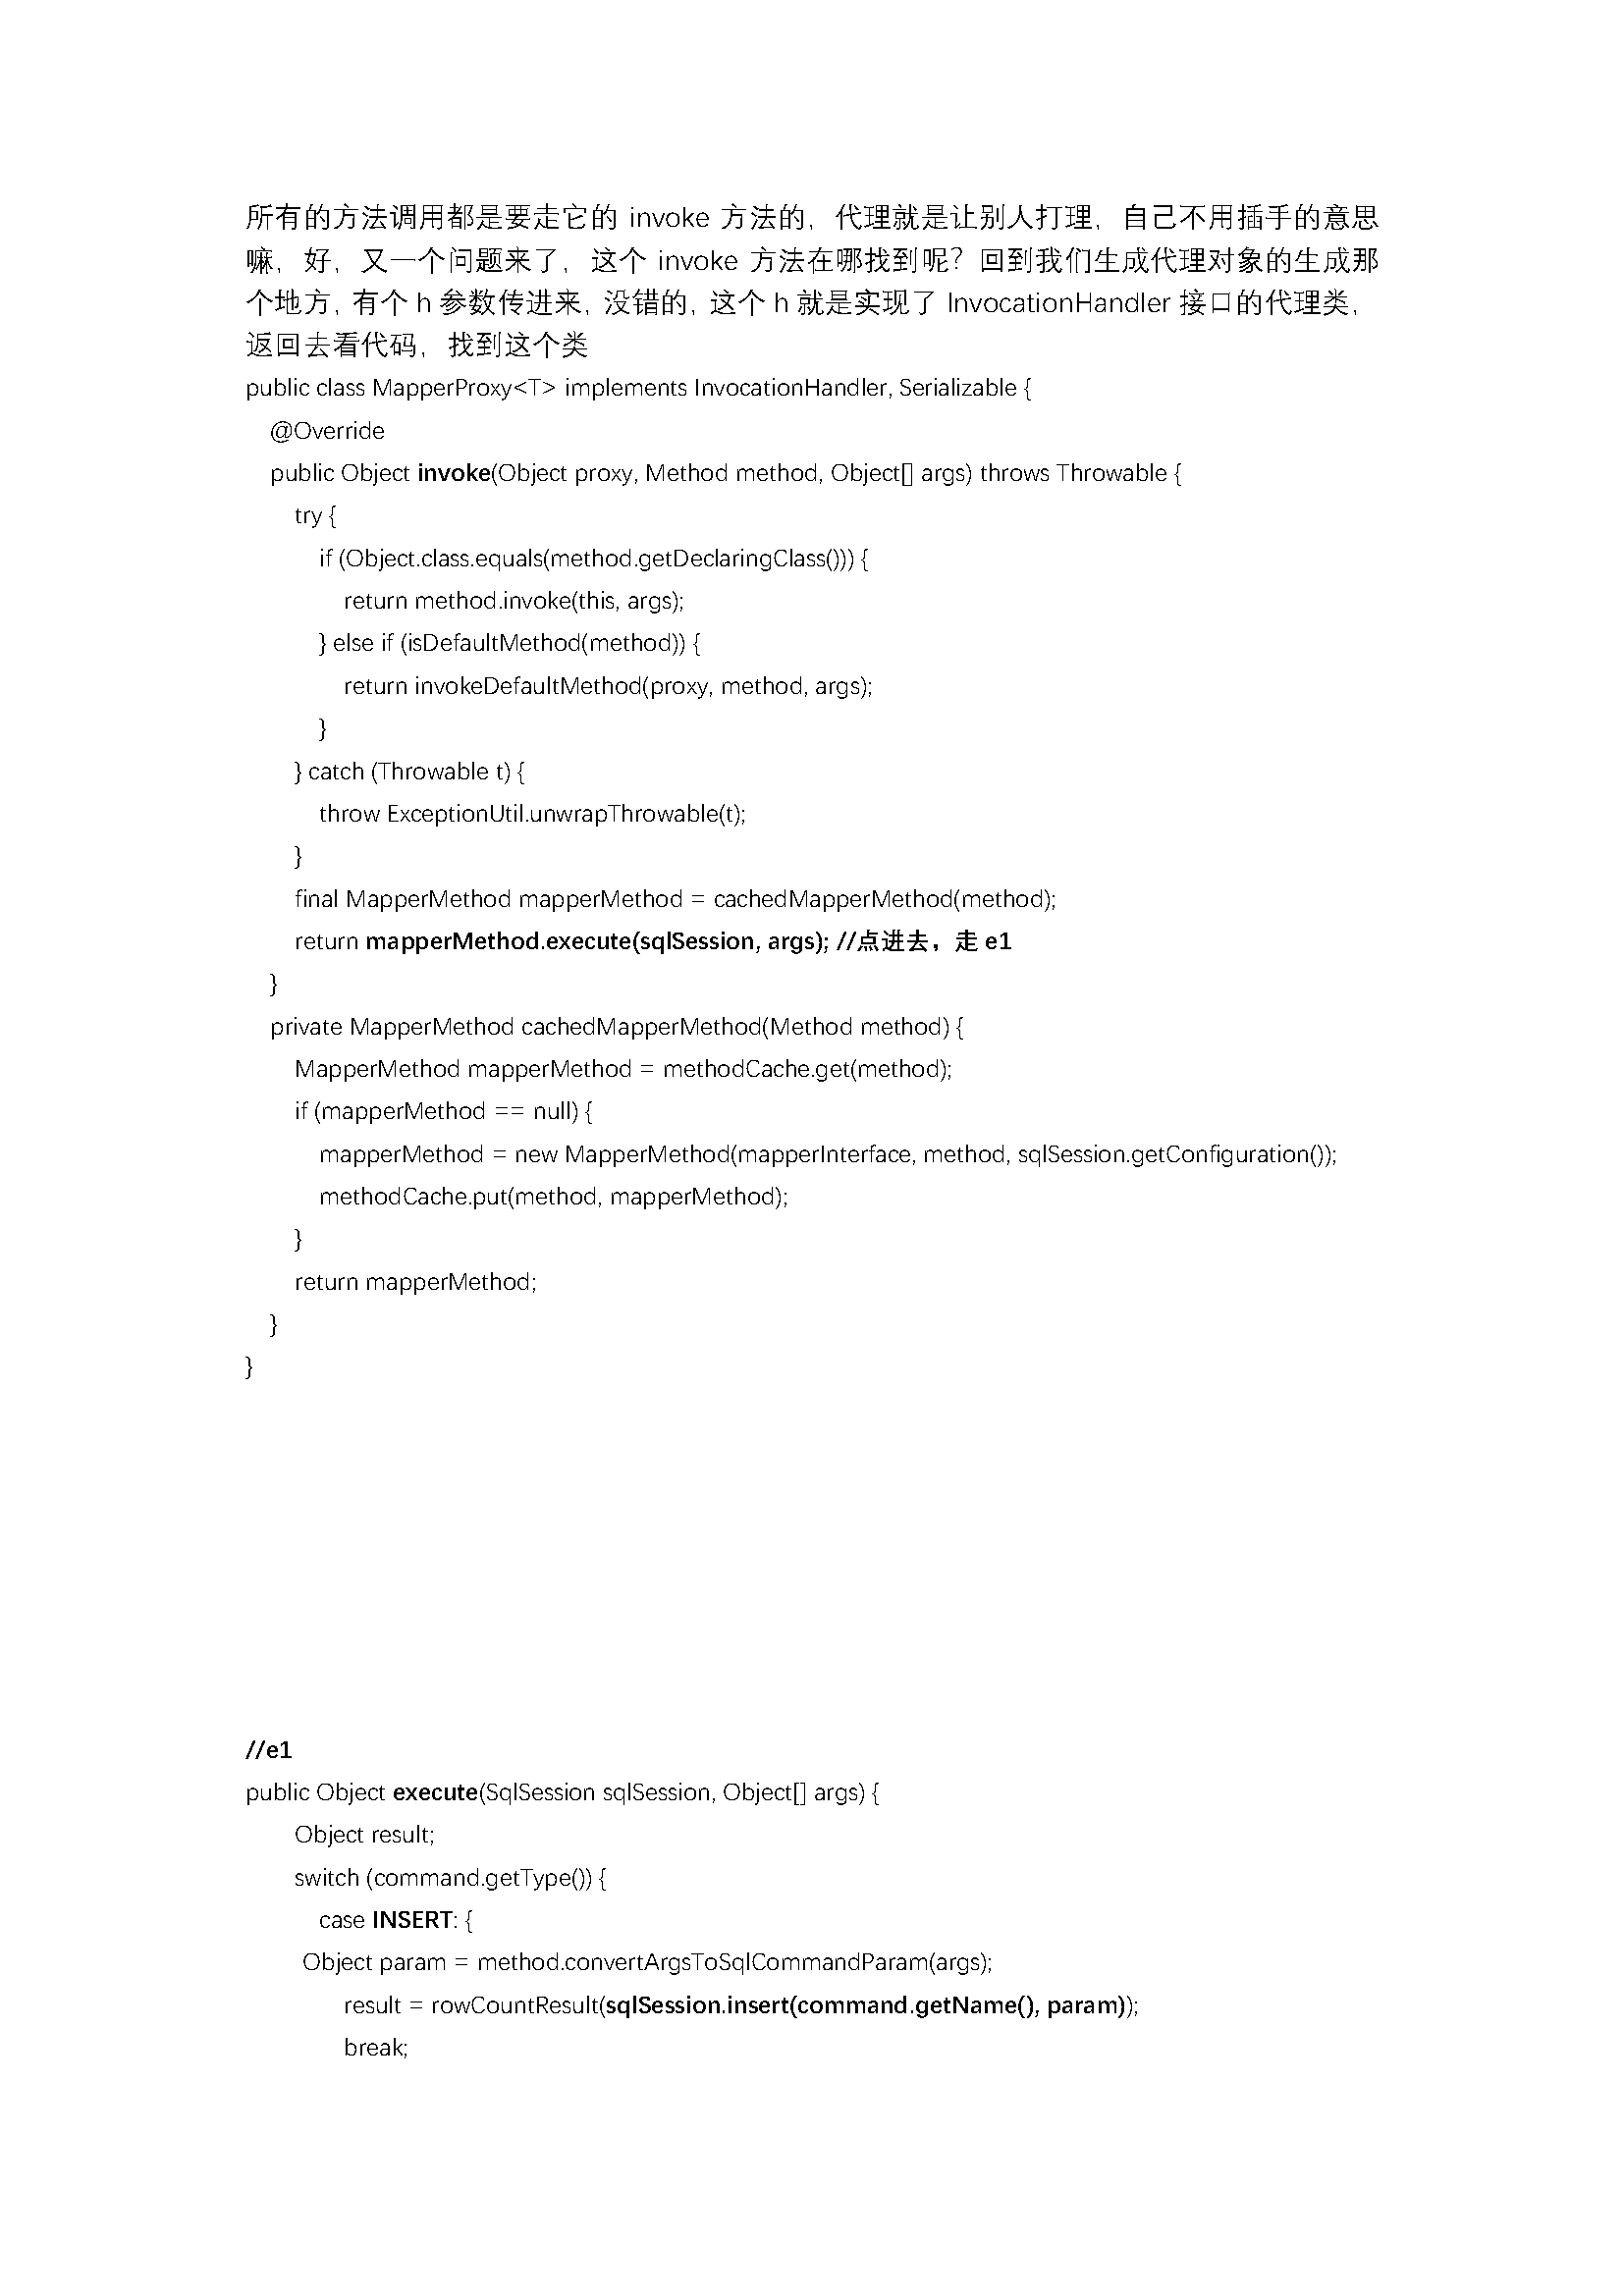 所有的方法调用都是要走它的 invoke 方法的，代理就是让别人打理，自己不用插手的意思
嘛，好，又一个问题来了，这个 invoke 方法在哪找到呢？回到我们生成代理对象的生成那
个地方，有个 h 参数传进来，没错的，这个 h 就是实现了 InvocationHandler 接口的代理类，
返回去看代码，找到这个类
public class MapperProxy<T> implements InvocationHandler, Serializable {
@Override
public Object invoke(Object proxy, Method method, Object[] args) throws Throwable {
try {
if (Object.class.equals(method.getDeclaringClass())) {
return method.invoke(this, args);
} else if (isDefaultMethod(method)) {
return invokeDefaultMethod(proxy, method, args);
}
} catch (Throwable t) {
throw ExceptionUtil.unwrapThrowable(t);
}
final MapperMethod mapperMethod = cachedMapperMethod(method);
return mapperMethod.execute(sqlSession, args); //点进去，走 e1
}
private MapperMethod cachedMapperMethod(Method method) {
MapperMethod mapperMethod = methodCache.get(method);
if (mapperMethod == null) {
mapperMethod = new MapperMethod(mapperInterface, method, sqlSession.getConfiguration());
methodCache.put(method, mapperMethod);
}
return mapperMethod;
}
}
//e1
public Object execute(SqlSession sqlSession, Object[] args) {
Object result;
switch (command.getType()) {
case INSERT: {
Object param = method.convertArgsToSqlCommandParam(args);
result = rowCountResult(sqlSession.insert(command.getName(), param));
break;